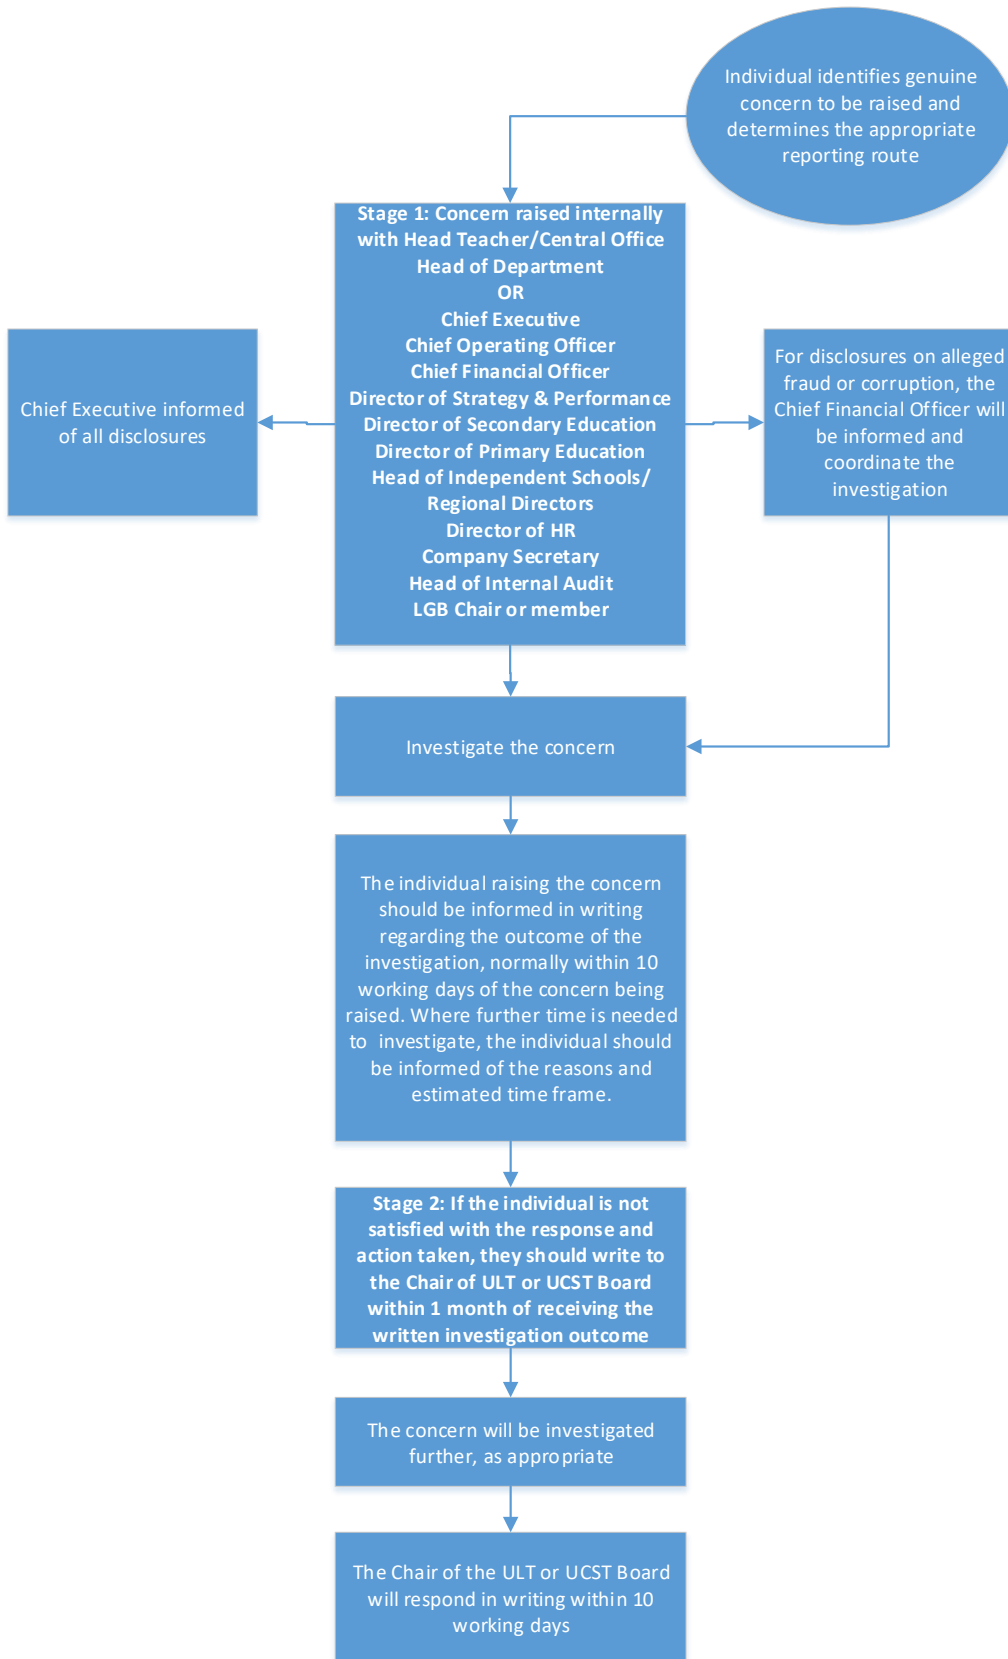 Individual identifies genuine
concern to be raised and
determines the appropriate
reporting route
Stage 1: Concern raised internally
with Head Teacher/Central Office
Head of Department
OR
Chief Executive
Chief Operating Officer
Chief Financial Officer
Director of Strategy & Performance
Director of Secondary Education
Director of Primary Education
Head of Independent Schools/
Regional Directors
Director of HR
Company Secretary
Head of Internal Audit
LGB Chair or member
Chief Executive informed
of all disclosures
For disclosures on alleged
fraud or corruption, the
Chief Financial Officer will
be informed and
coordinate the
investigation
Investigate the concern
The individual raising the concern
should be informed in writing
regarding the outcome of the
investigation, normally within 10
working days of the concern being
raised. Where further time is needed
to investigate, the individual should
be informed of the reasons and
estimated time frame.
Stage 2: If the individual is not
satisfied with the response and
action taken, they should write to
the Chair of ULT or UCST Board
within 1 month of receiving the
written investigation outcome
The concern will be investigated
further, as appropriate
The Chair of the ULT or UCST Board
will respond in writing within 10
working days